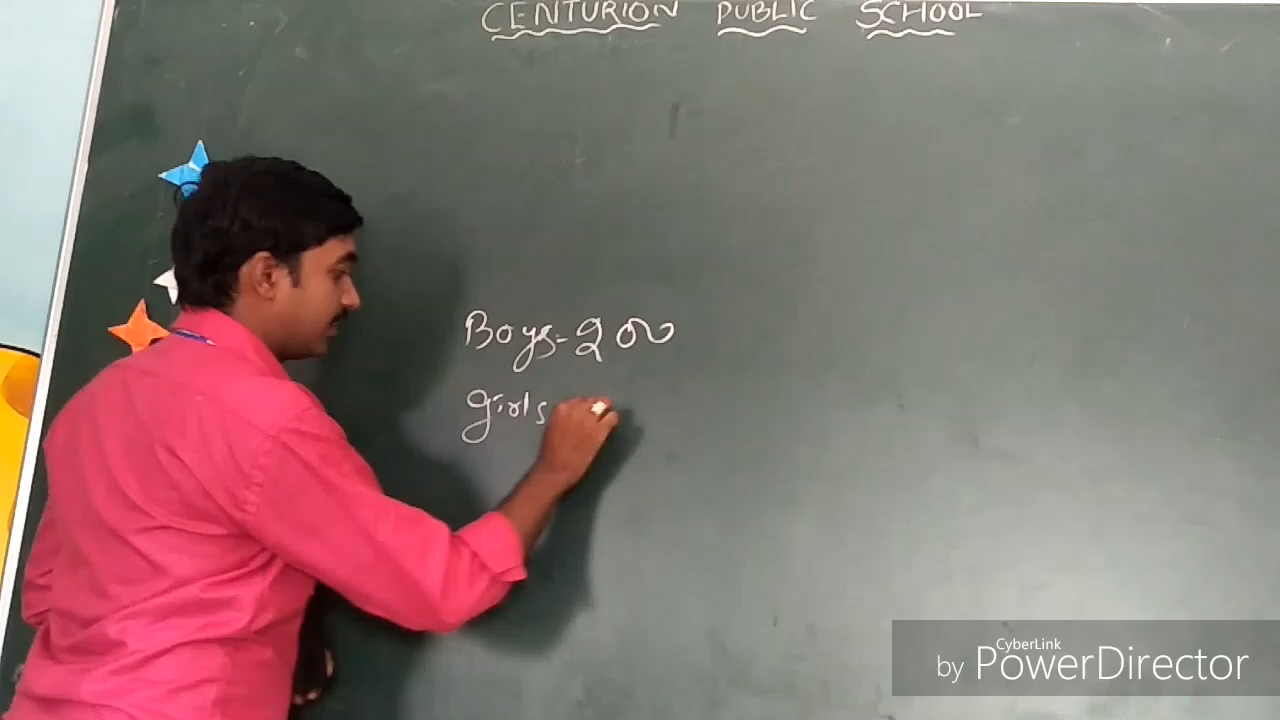 CENTURION PUBLIC SCHOOL
Boys - 200
girls
CyberLink
by PowerDirector